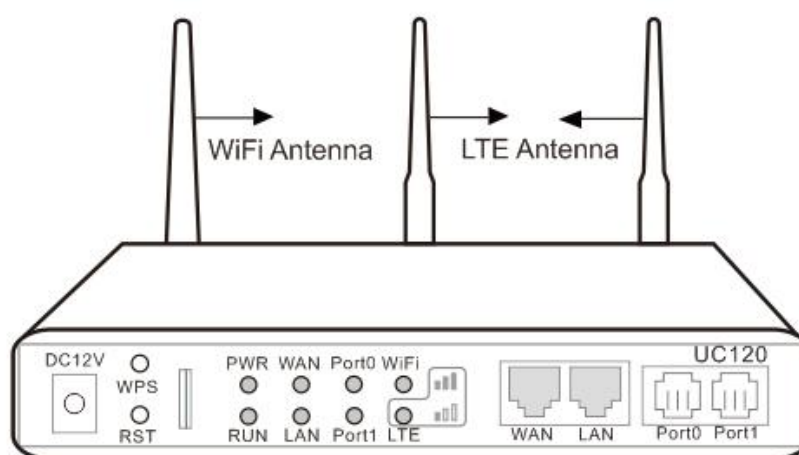 WiFi Antenna LTE Antenna
DC12V PWR WAN Port0 WiFi UC120
WPS
RST RUN LAN Port1 LTE WAN LAN Port0 Port1